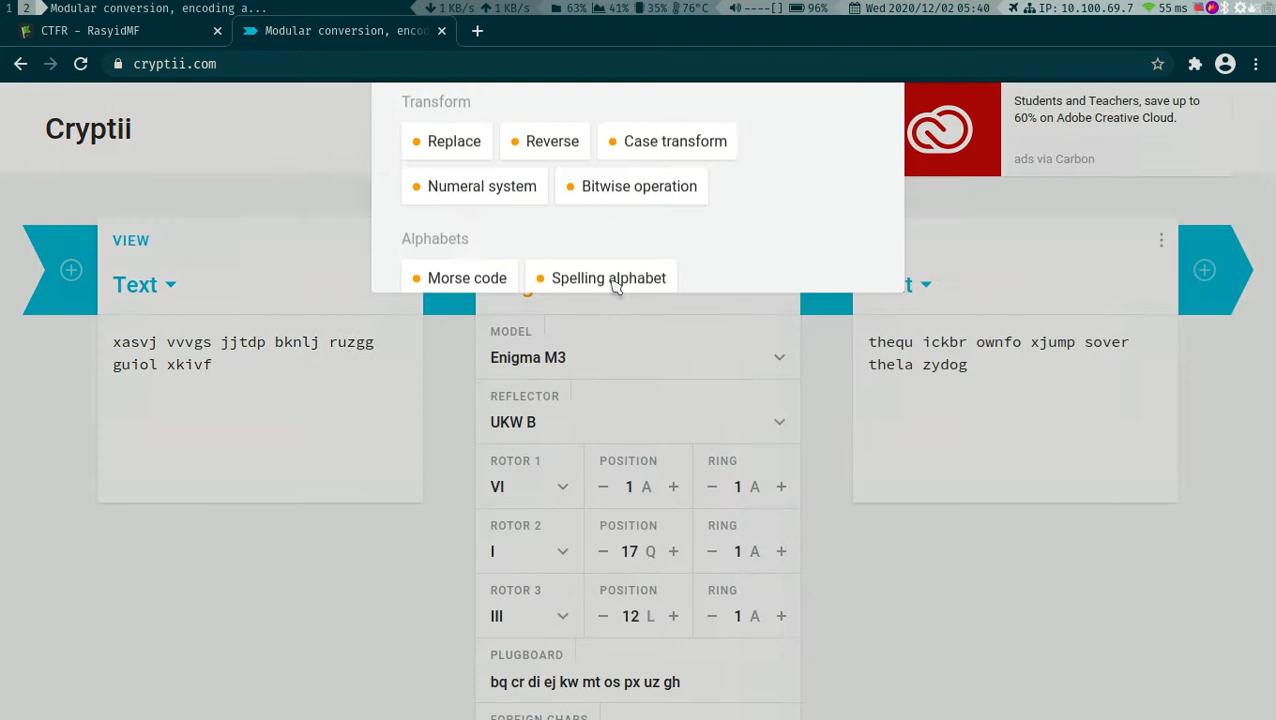 1 2 Modular conversion, encoding a... 1 KB/s 1 KB/s 63% 41% 35% 76°C ----[] 96% Wed 2020/12/02 05:40 IP: 10.100.69.7 55 ms
CTFR - RasyidMF Modular conversion, enco
cryptii.com
Cryptii
Students and Teachers, save up to
60% on Adobe Creative Cloud.
ads via Carbon
Transform
Replace Reverse Case transform
Numeral system Bitwise operation
Alphabets
Morse code Spelling alphabet
VIEW
Text
xasvj vvvgs jjtdp bknlj ruzgg
guiol xkivf
MODEL
Enigma M3
REFLECTOR
UKW B
ROTOR 1 POSITION RING
VI − 1 A + − 1 A +
ROTOR 2 POSITION RING
I − 17 Q + − 1 A +
ROTOR 3 POSITION RING
III − 12 L + − 1 A +
PLUGBOARD
bq cr di ej kw mt os px uz gh
FOREIGN CHARS
thequ ickbr ownfo xjump sover
thela zydog